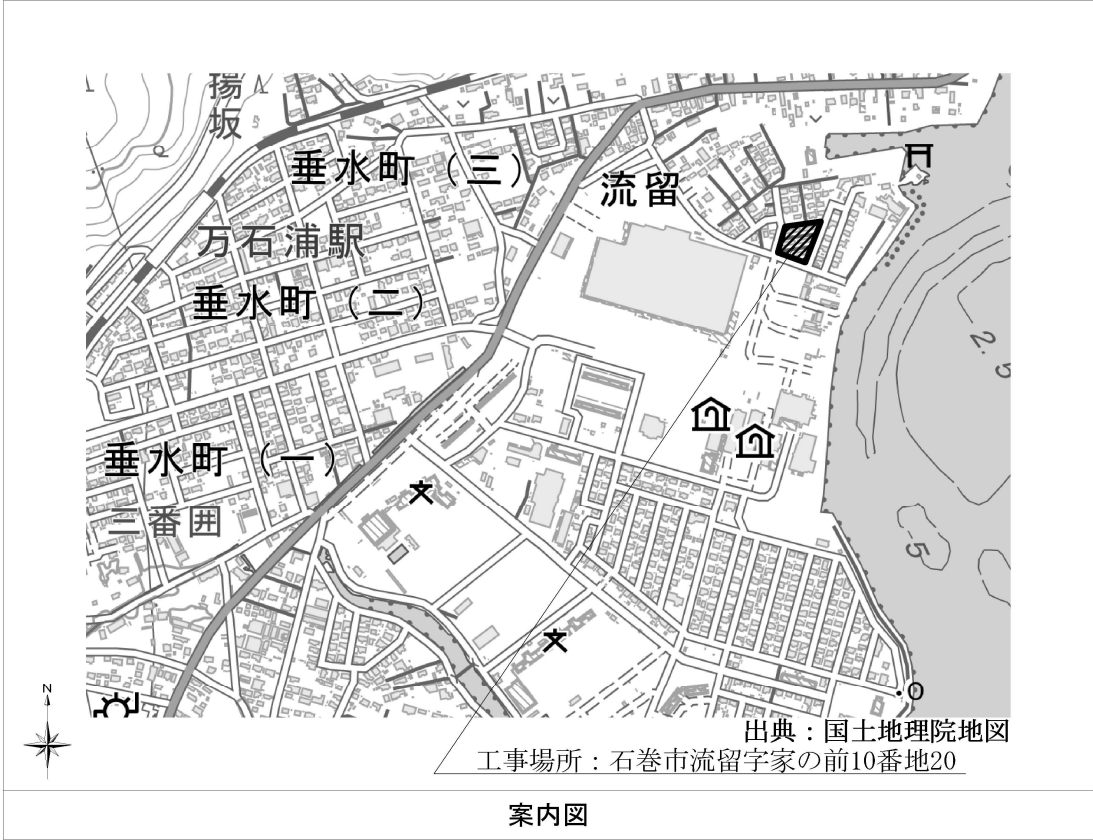 揚
坂
垂水町（三）
流留
万石浦駅
垂水町（二）
2.5
垂水町（一）
三番囲
5
N
出典：国土地理院地図
工事場所：石巻市流留字家の前10番地20
案内図